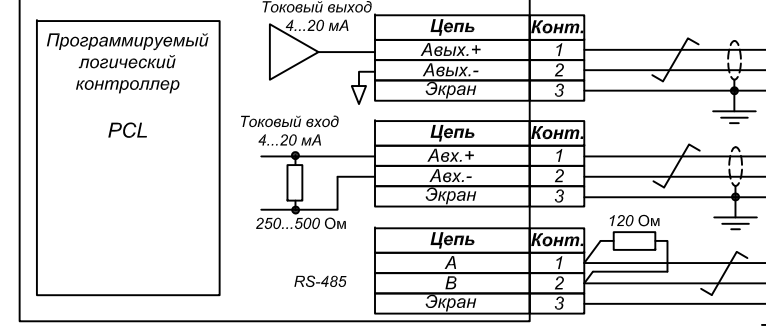 Программируемый
логический
контроллер
PCL
Токовый выход
4...20 мА
Цепь Конт.
Авых.+ 1
Авых.- 2
Экран 3
Токовый вход
4...20 мА
250...500 Ом
Цепь Конт.
Авх.+ 1
Авх.- 2
Экран 3
RS-485
Цепь Конт.
A 1
B 2
Экран 3
120 Ом